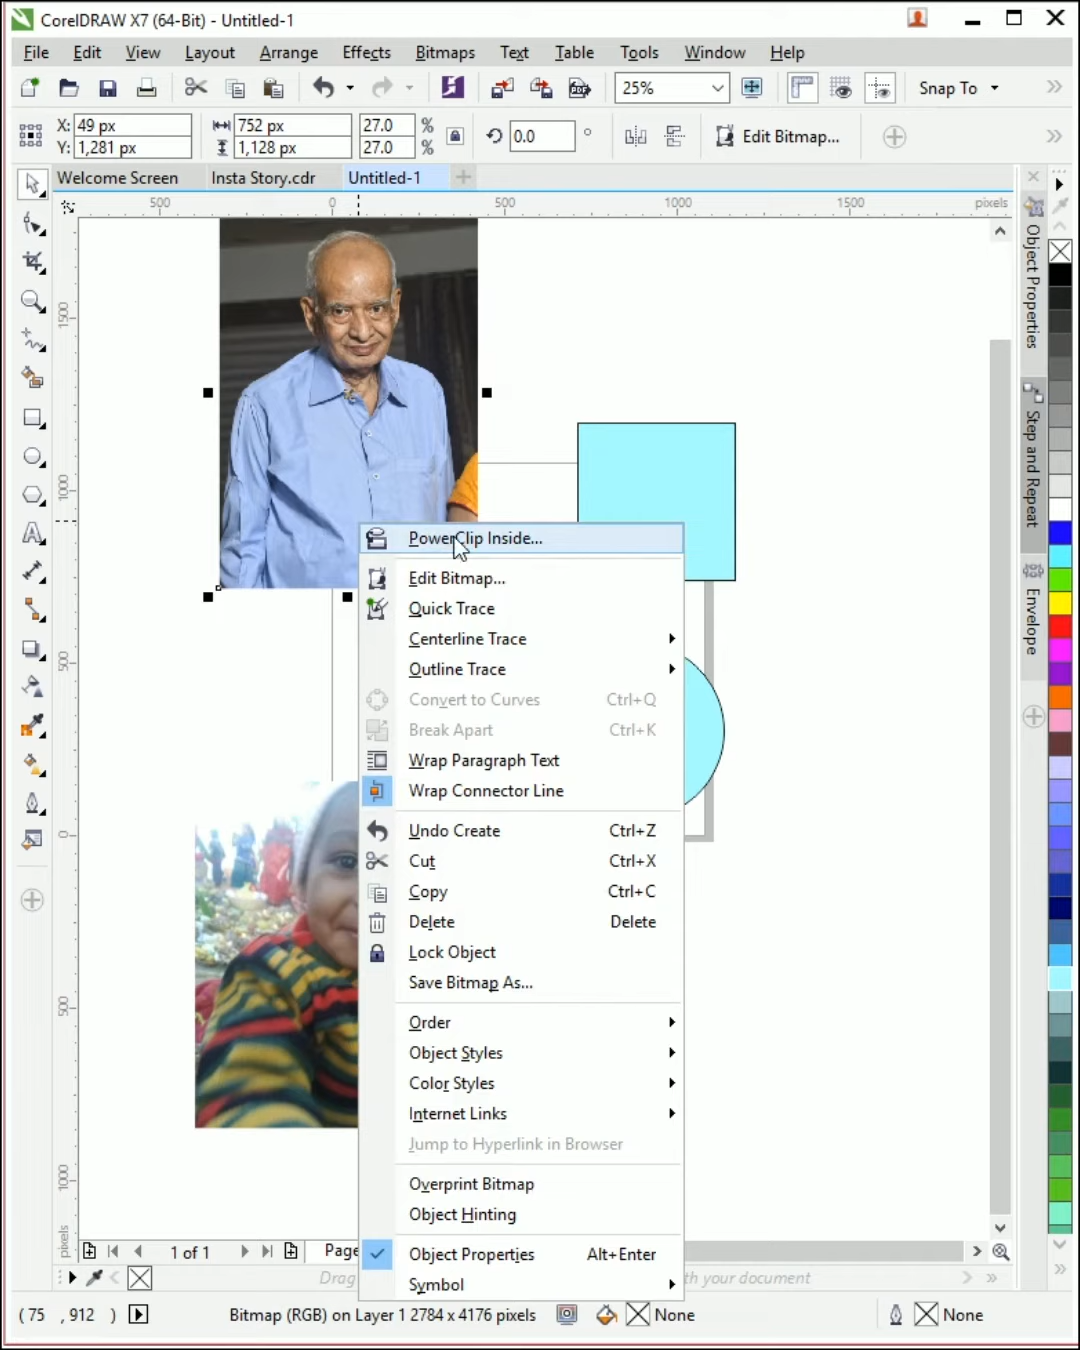 CorelDRAW X7 (64-Bit) - Untitled-1
File Edit View Layout Arrange Effects Bitmaps Text Table Tools Window Help
25% Snap To
X: 49 px 752 px 27.0 % 0.0 ° Edit Bitmap...
Y: 1,281 px 1,128 px 27.0 %
Welcome Screen Insta Story.cdr Untitled-1
500 0 500 1000 1500 pixels
1500
1000
500
0
500
1000
pixels
Object Properties
Step and Repeat
Envelope
PowerClip Inside...
Edit Bitmap...
Quick Trace
Centerline Trace
Outline Trace
Convert to Curves Ctrl+Q
Break Apart Ctrl+K
Wrap Paragraph Text
Wrap Connector Line
Undo Create Ctrl+Z
Cut Ctrl+X
Copy Ctrl+C
Delete Delete
Lock Object
Save Bitmap As...
Order
Object Styles
Color Styles
Internet Links
Jump to Hyperlink in Browser
Overprint Bitmap
Object Hinting
Object Properties Alt+Enter
Symbol
1 of 1 Page
Drag th your document
( 75 , 912 ) Bitmap (RGB) on Layer 1 2784 x 4176 pixels None None